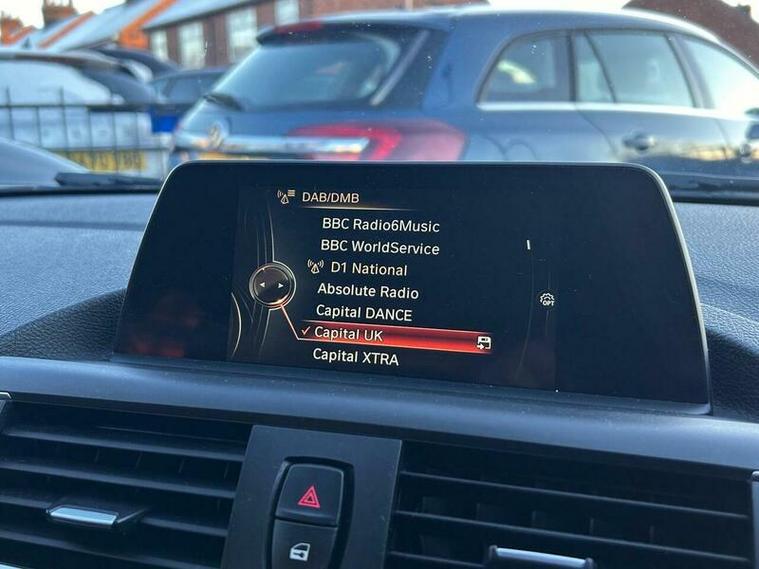 DAB/DMB
BBC Radio6Music
BBC WorldService
D1 National
Absolute Radio
Capital DANCE
✓ Capital UK
Capital XTRA
OPT